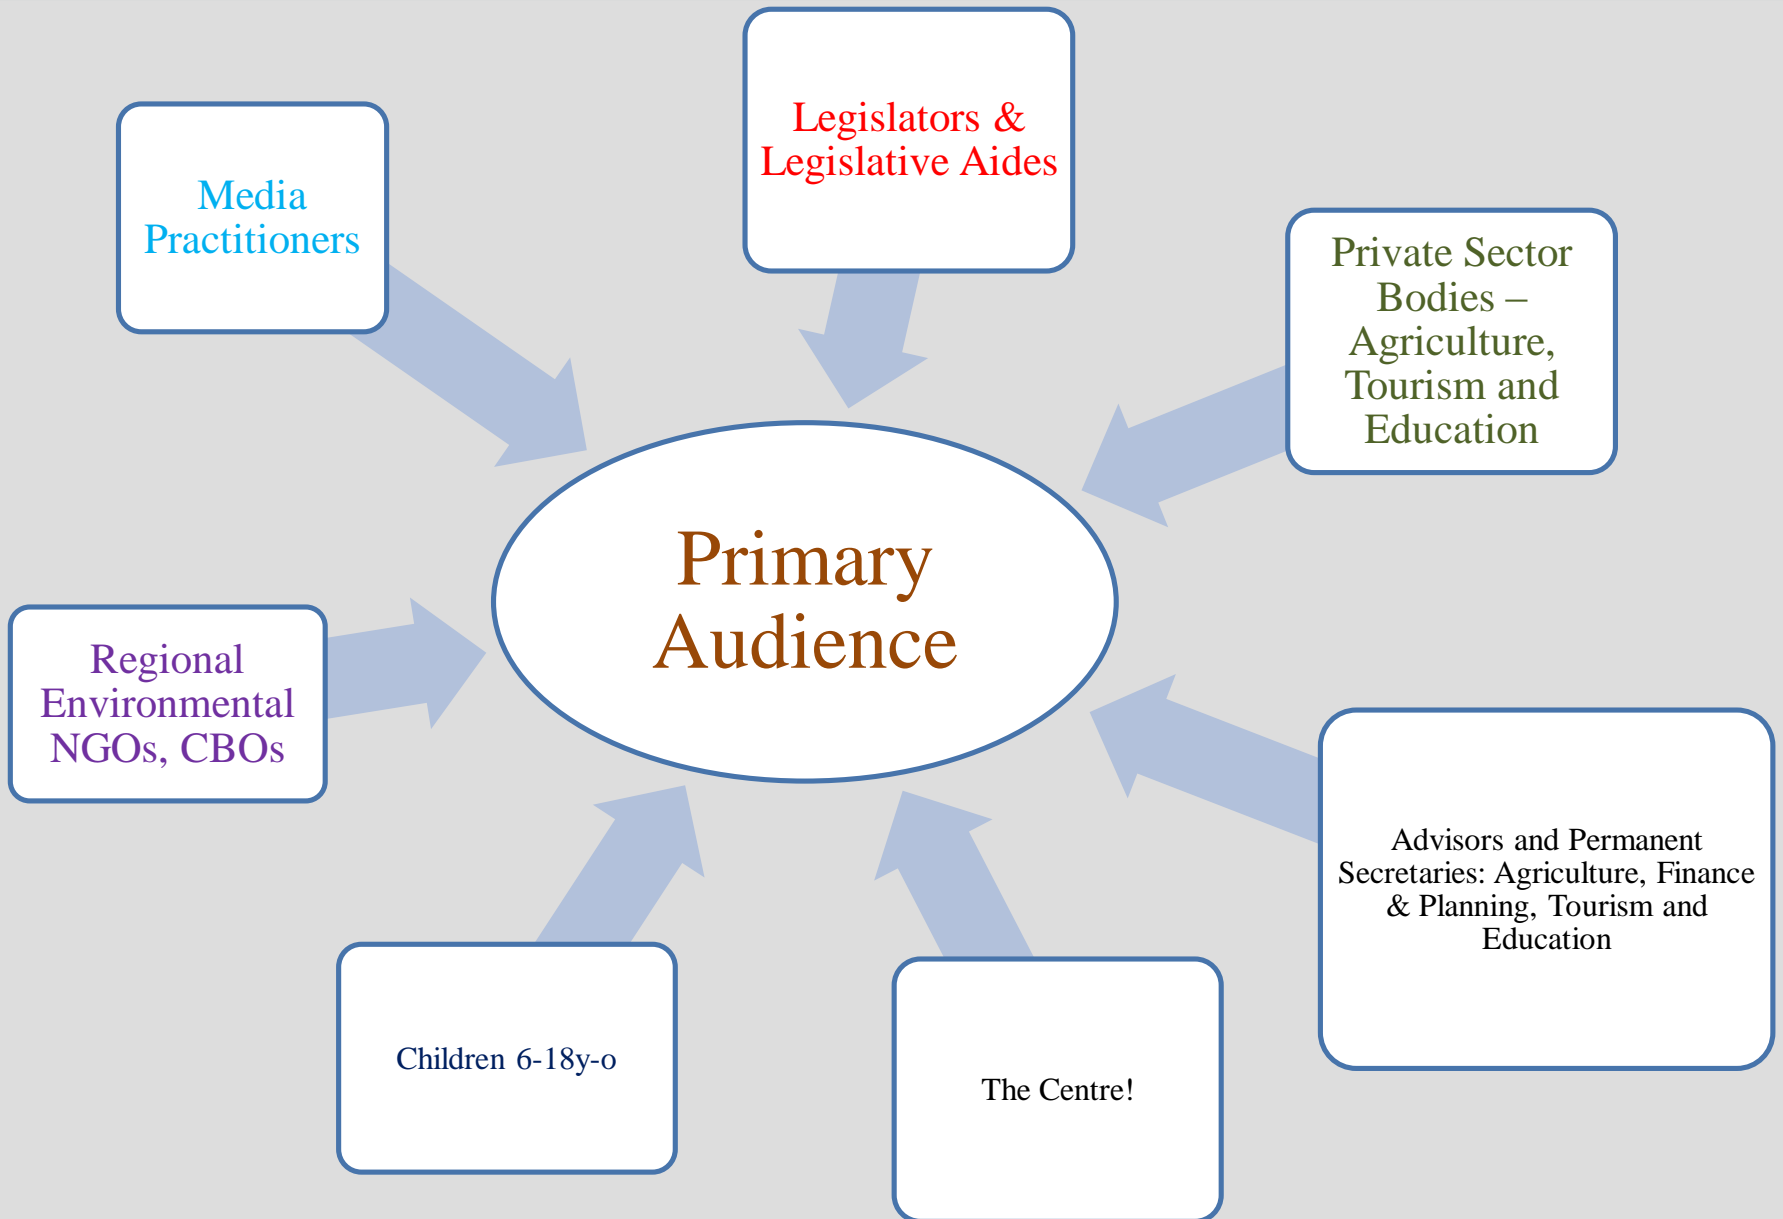 Legislators &
Legislative Aides
Media
Practitioners
Private Sector
Bodies –
Agriculture,
Tourism and
Education
Primary
Audience
Regional
Environmental
NGOs, CBOs
Advisors and Permanent
Secretaries: Agriculture, Finance
& Planning, Tourism and
Education
Children 6-18y-o
The Centre!